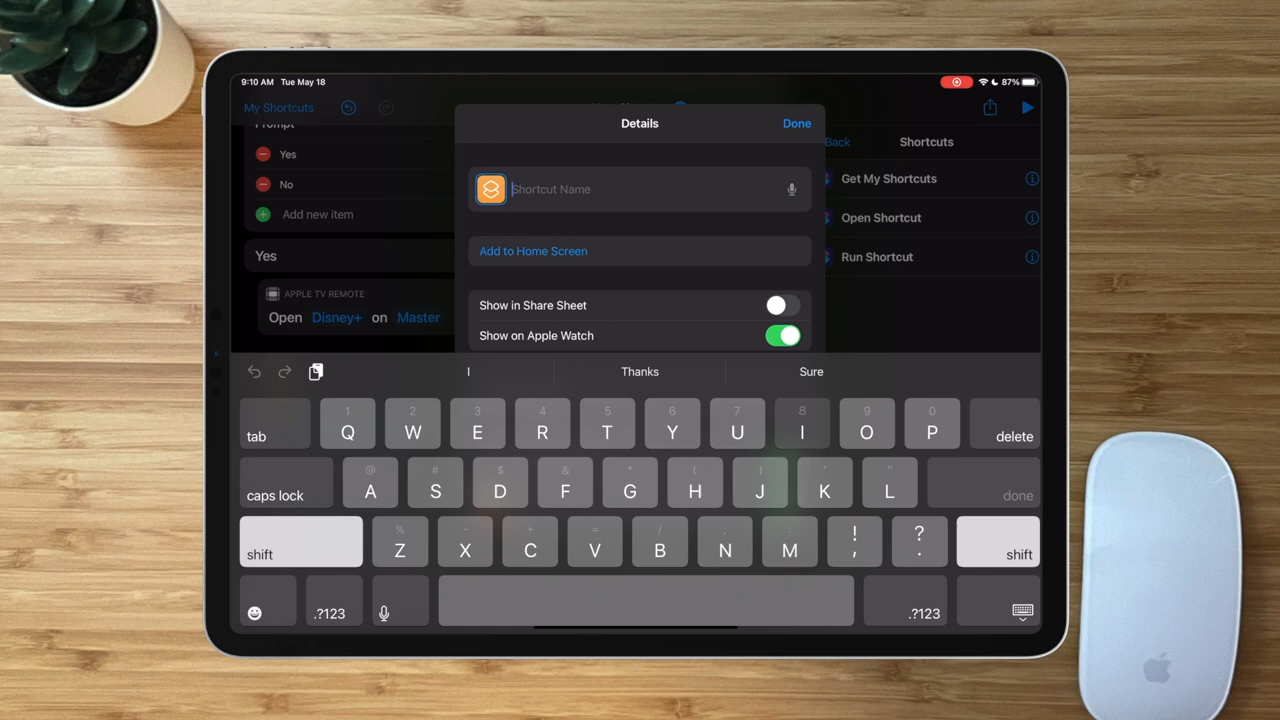 9:10 AM Tue May 18
87%
My Shortcuts
Details
Done
Prompt
Yes
No
Add new item
Yes
APPLE TV REMOTE
Open Disney+ on Master
Shortcut Name
Add to Home Screen
Show in Share Sheet
Show on Apple Watch
Back
Shortcuts
Get My Shortcuts
Open Shortcut
Run Shortcut
I Thanks Sure
1 2 3 4 5 6 7 8 9 0
tab Q W E R T Y U I O P delete
@ # $ & * ( ) ' "
caps lock A S D F G H J K L done
% - + = / ; : ! ?
shift Z X C V B N M , . shift
.?123 .?123